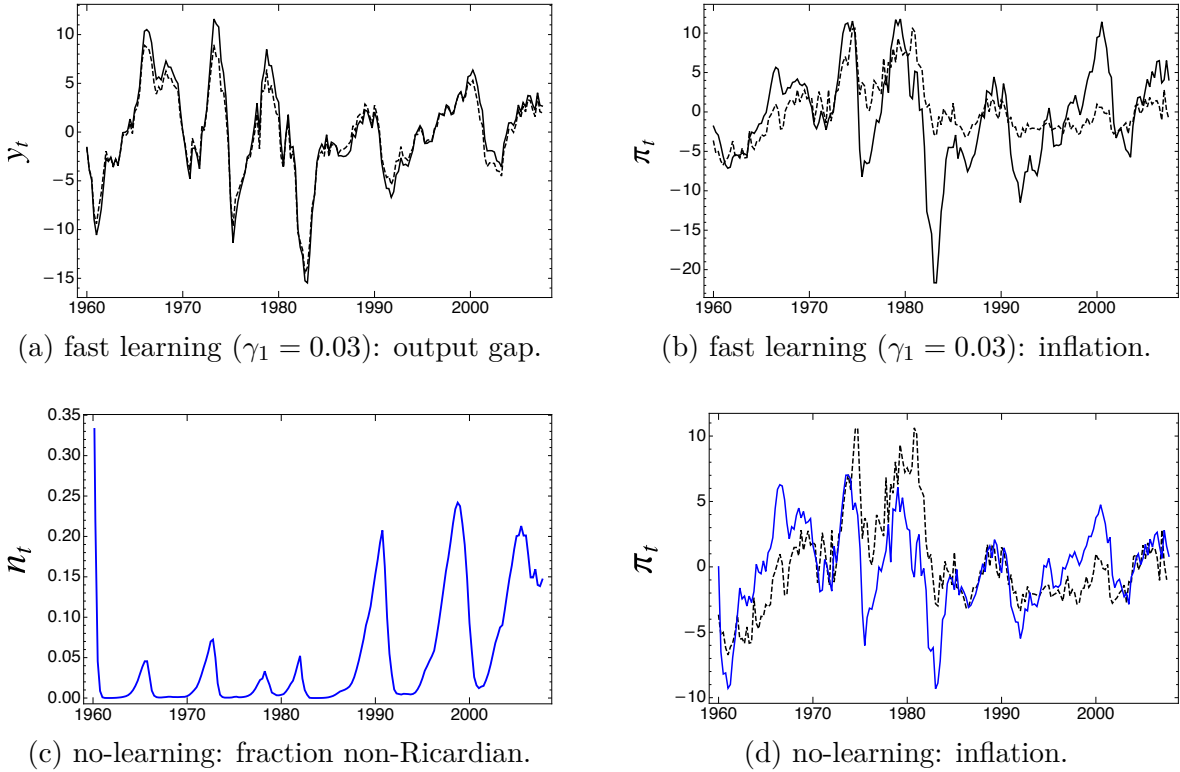 10
5
0
−5
−10
−15
y_t
1960 1970 1980 1990 2000
(a) fast learning (γ₁ = 0.03): output gap.
10
5
0
−5
−10
−15
−20
π_t
1960 1970 1980 1990 2000
(b) fast learning (γ₁ = 0.03): inflation.
0.35
0.30
0.25
0.20
0.15
0.10
0.05
0.00
n_t
1960 1970 1980 1990 2000
(c) no-learning: fraction non-Ricardian.
10
5
0
−5
−10
π_t
1960 1970 1980 1990 2000
(d) no-learning: inflation.